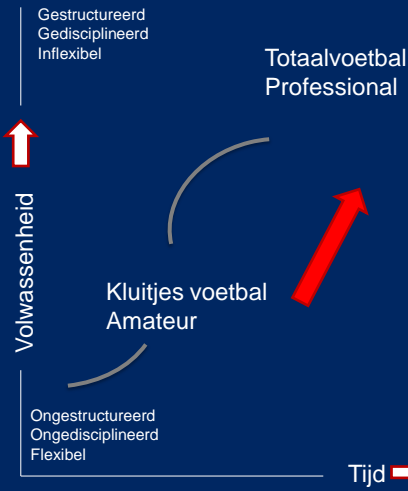 Gestructureerd
Gedisciplineerd
Inflexibel
Totaalvoetbal
Professional
Volwassenheid
Kluitjes voetbal
Amateur
Ongestructureerd
Ongedisciplineerd
Flexibel
Tijd